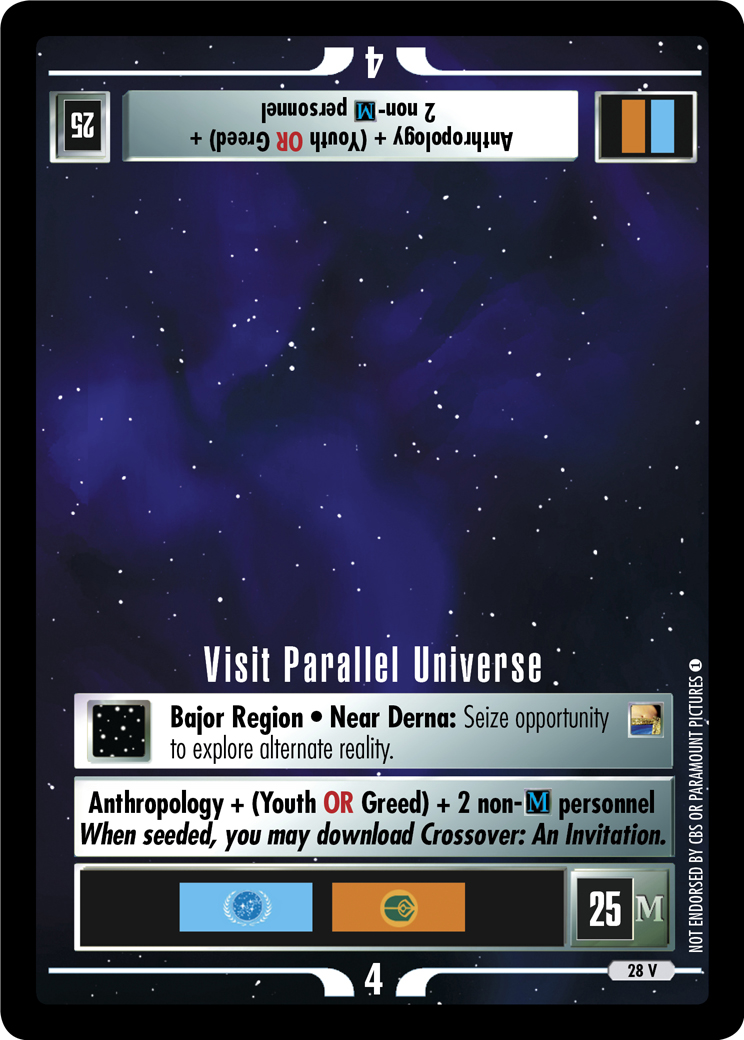 4
25
Anthropology + (Youth OR Greed) +
2 non-M personnel
Visit Parallel Universe
Bajor Region • Near Derna: Seize opportunity
to explore alternate reality.
Anthropology + (Youth OR Greed) + 2 non-M personnel
When seeded, you may download Crossover: An Invitation.
25 M
4
28 V
NOT ENDORSED BY CBS OR PARAMOUNT PICTURES 1